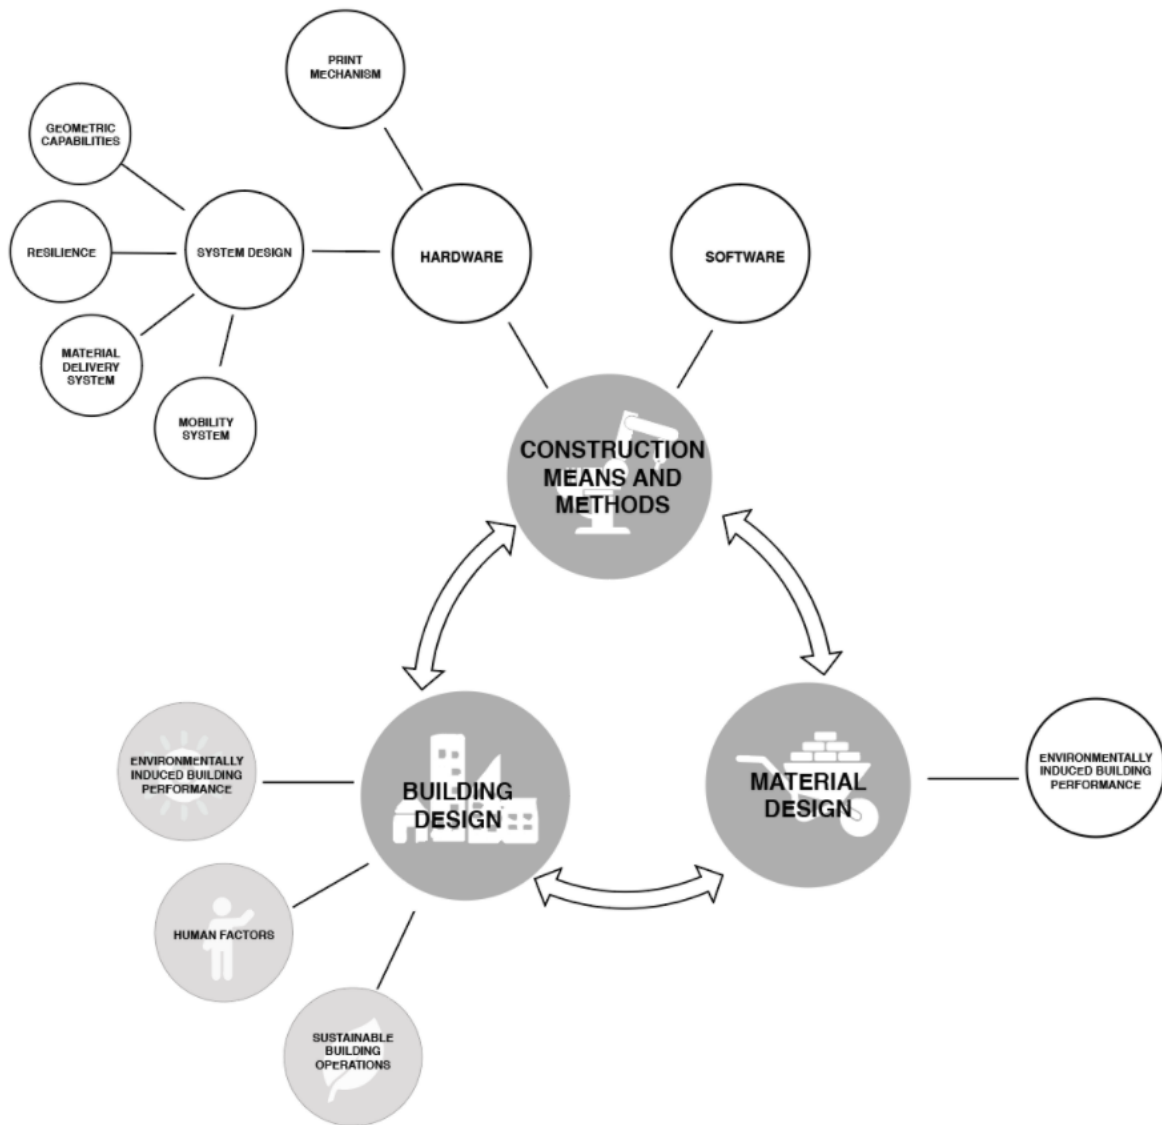 PRINT
MECHANISM
GEOMETRIC
CAPABILITIES
RESILIENCE
SYSTEM DESIGN
HARDWARE
SOFTWARE
MATERIAL
DELIVERY
SYSTEM
MOBILITY
SYSTEM
CONSTRUCTION
MEANS AND
METHODS
ENVIRONMENTALLY
INDUCED BUILDING
PERFORMANCE
BUILDING
DESIGN
MATERIAL
DESIGN
ENVIRONMENTALLY
INDUCED BUILDING
PERFORMANCE
HUMAN FACTORS
SUSTAINABLE
BUILDING
OPERATIONS